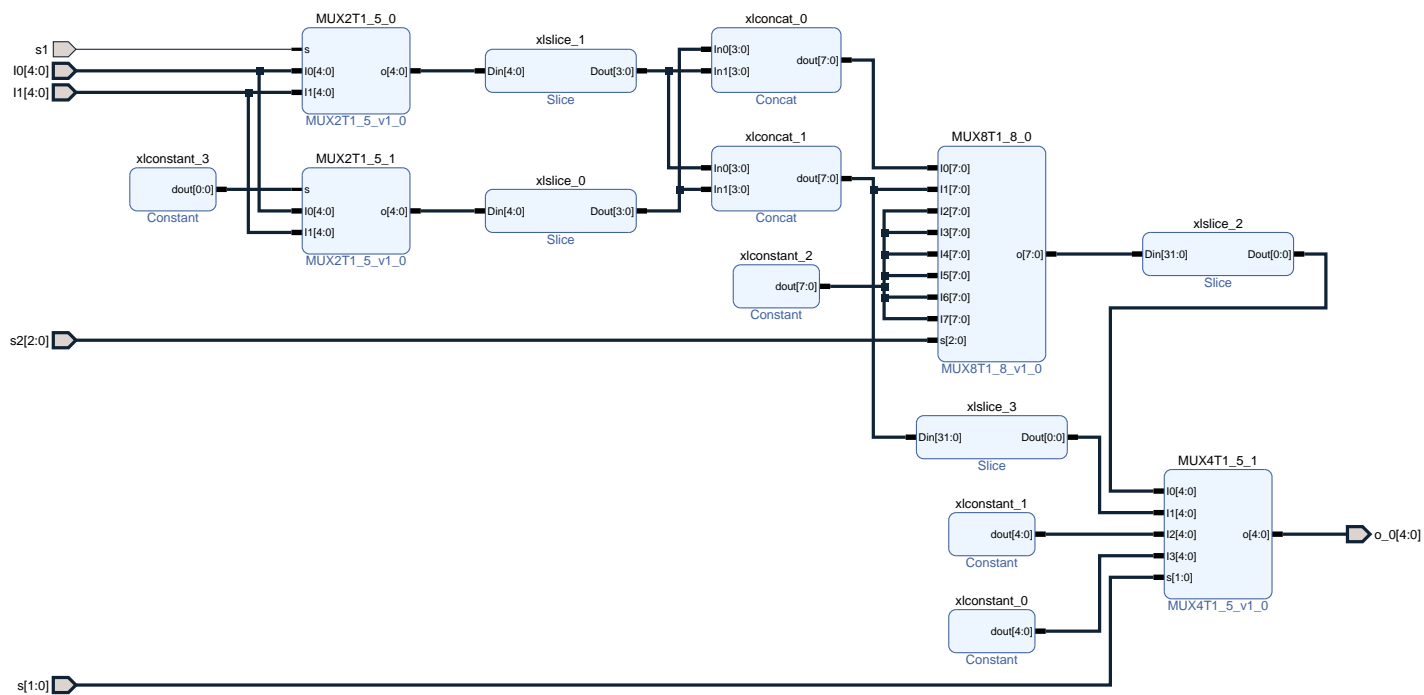 MUX2T1_5_0
s1
I0[4:0]
I1[4:0]
s
I0[4:0]
I1[4:0]
o[4:0]
MUX2T1_5_v1_0
xlslice_1
Din[4:0]
Dout[3:0]
Slice
xlconcat_0
In0[3:0]
In1[3:0]
dout[7:0]
Concat
xlconstant_3
dout[0:0]
Constant
MUX2T1_5_1
s
I0[4:0]
I1[4:0]
o[4:0]
MUX2T1_5_v1_0
xlslice_0
Din[4:0]
Dout[3:0]
Slice
xlconcat_1
In0[3:0]
In1[3:0]
dout[7:0]
Concat
xlconstant_2
dout[7:0]
Constant
MUX8T1_8_0
I0[7:0]
I1[7:0]
I2[7:0]
I3[7:0]
I4[7:0]
I5[7:0]
I6[7:0]
I7[7:0]
s[2:0]
o[7:0]
MUX8T1_8_v1_0
xlslice_2
Din[31:0]
Dout[0:0]
Slice
s2[2:0]
xlslice_3
Din[31:0]
Dout[0:0]
Slice
xlconstant_1
dout[4:0]
Constant
xlconstant_0
dout[4:0]
Constant
MUX4T1_5_1
I0[4:0]
I1[4:0]
I2[4:0]
I3[4:0]
s[1:0]
o[4:0]
MUX4T1_5_v1_0
o_0[4:0]
s[1:0]